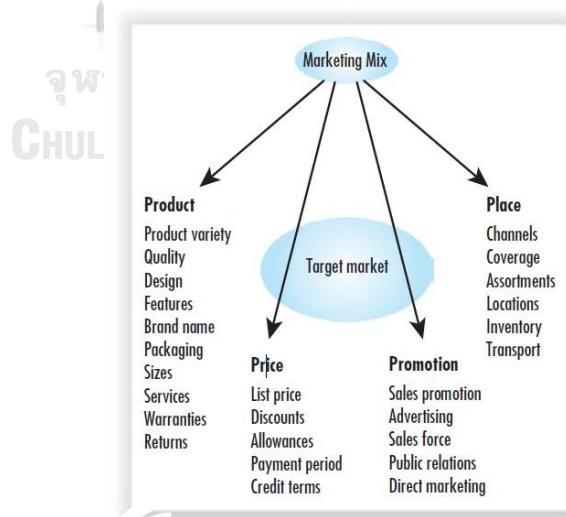 จุฬ
CHUL
Marketing Mix
Target market
Product
Product variety
Quality
Design
Features
Brand name
Packaging
Sizes
Services
Warranties
Returns
Price
List price
Discounts
Allowances
Payment period
Credit terms
Promotion
Sales promotion
Advertising
Sales force
Public relations
Direct marketing
Place
Channels
Coverage
Assortments
Locations
Inventory
Transport